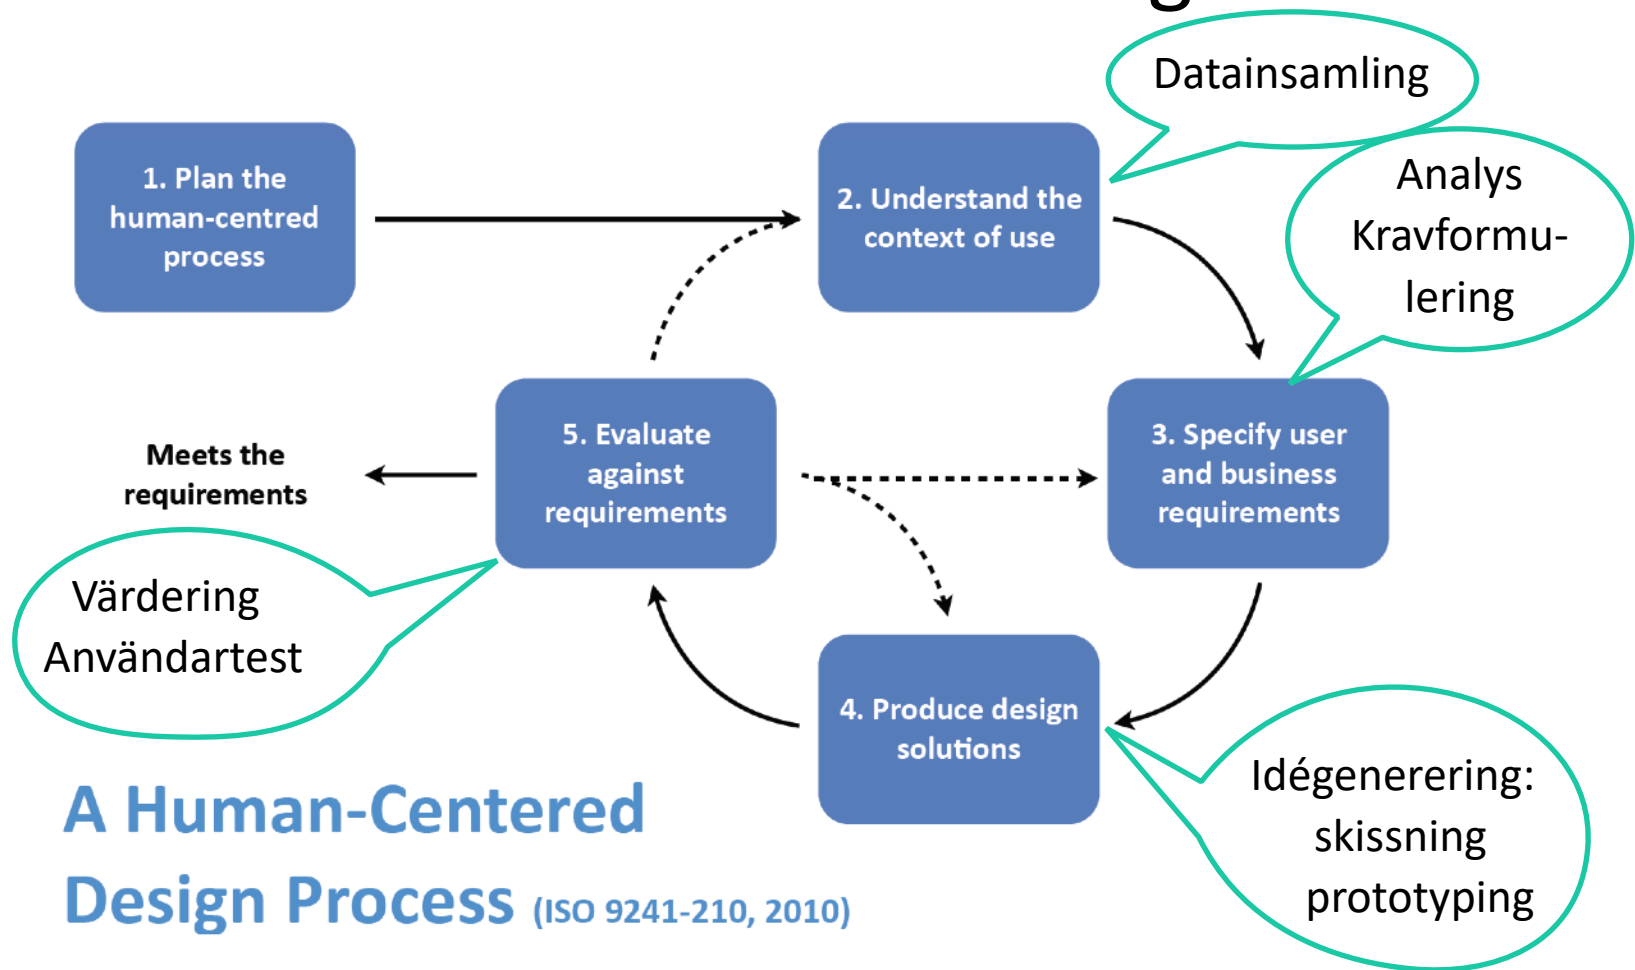 Datainsamling
1. Plan the
human-centred
process
2. Understand the
context of use
Analys
Kravformu-
lering
Meets the
requirements
5. Evaluate
against
requirements
3. Specify user
and business
requirements
Värdering
Användartest
4. Produce design
solutions
Idégenerering:
skissning
prototyping
A Human-Centered
Design Process (ISO 9241-210, 2010)